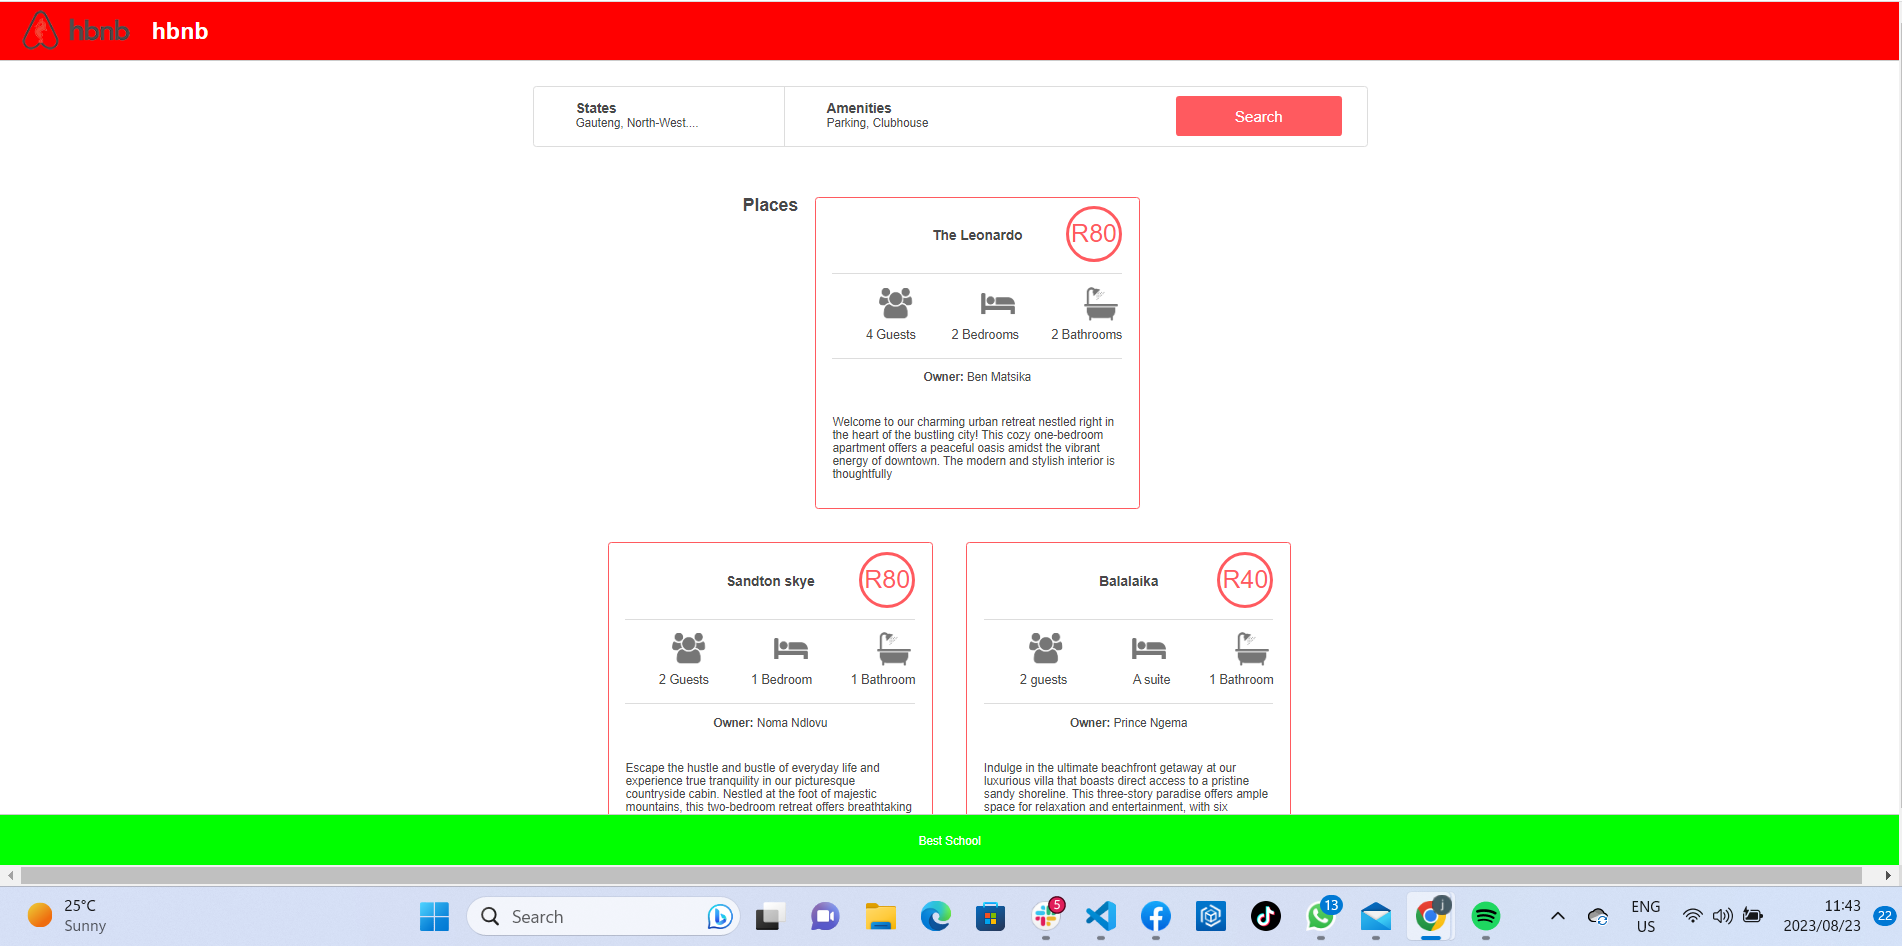 hbnb
hbnb
States
Gauteng, North-West....
Amenities
Parking, Clubhouse
Search
Places
The Leonardo
R80
4 Guests
2 Bedrooms
2 Bathrooms
Owner: Ben Matsika
Welcome to our charming urban retreat nestled right in
the heart of the bustling city! This cozy one-bedroom
apartment offers a peaceful oasis amidst the vibrant
energy of downtown. The modern and stylish interior is
thoughtfully
Sandton skye
R80
2 Guests
1 Bedroom
1 Bathroom
Owner: Noma Ndlovu
Escape the hustle and bustle of everyday life and
experience true tranquility in our picturesque
countryside cabin. Nestled at the foot of majestic
mountains, this two-bedroom retreat offers breathtaking
Balalaika
R40
2 guests
A suite
1 Bathroom
Owner: Prince Ngema
Indulge in the ultimate beachfront getaway at our
luxurious villa that boasts direct access to a pristine
sandy shoreline. This three-story paradise offers ample
space for relaxation and entertainment, with six
Best School
25°C
Sunny
Search
5
13
j
ENG
US
11:43
2023/08/23
22